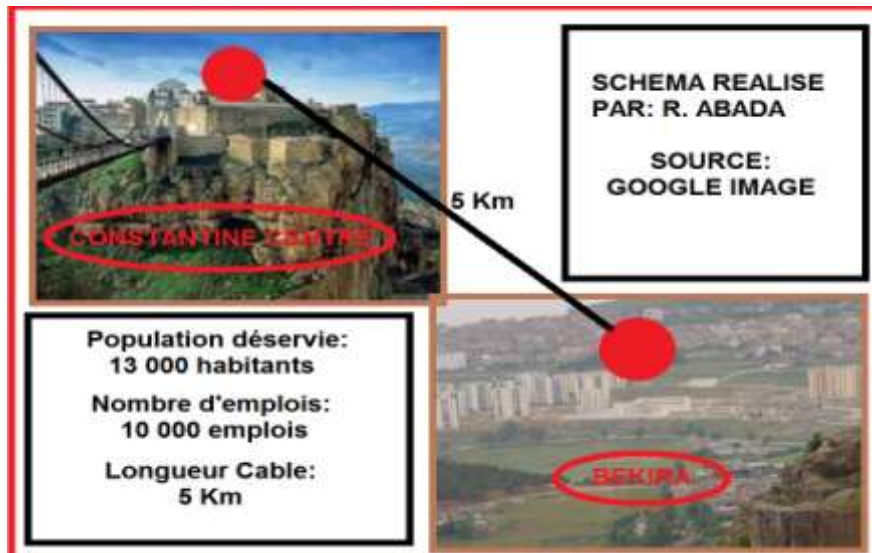 SCHEMA REALISE
PAR: R. ABADA
SOURCE:
GOOGLE IMAGE
5 Km
CONSTANTINE CENTRE
Population déservie:
13 000 habitants
Nombre d'emplois:
10 000 emplois
Longueur Cable:
5 Km
BEKIRA